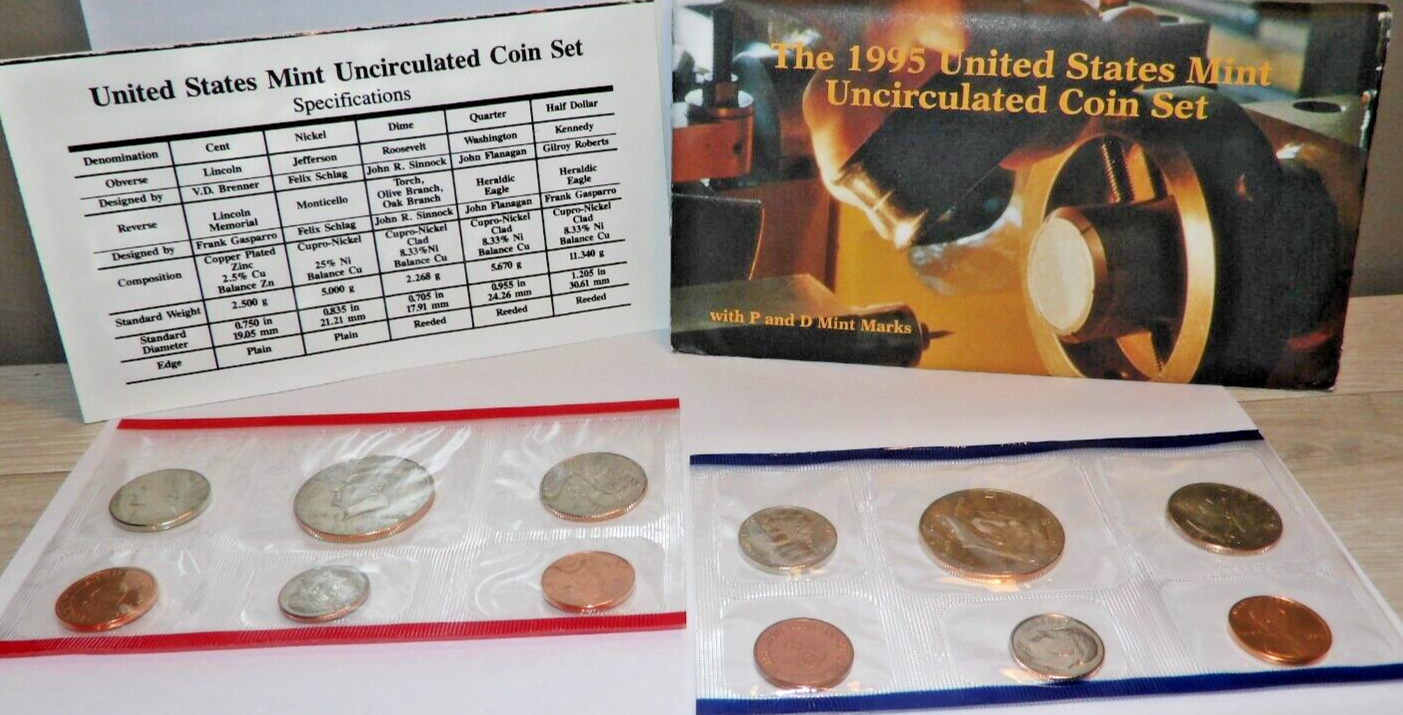 United States Mint Uncirculated Coin Set
Specifications
Denomination Cent Nickel Dime Quarter Half Dollar
Obverse Lincoln Jefferson Roosevelt Washington Kennedy
Designed by V.D. Brenner Felix Schlag John R. Sinnock John Flanagan Gilroy Roberts
Reverse Lincoln Memorial Monticello Torch, Olive Branch, Oak Branch Heraldic Eagle Heraldic Eagle
Designed by Frank Gasparro Felix Schlag John R. Sinnock John Flanagan Frank Gasparro
Composition Copper Plated Zinc 2.5% Cu Balance Zn Cupro-Nickel 25% Ni Balance Cu Cupro-Nickel Clad 8.33%Ni Balance Cu Cupro-Nickel Clad 8.33% Ni Balance Cu Cupro-Nickel Clad 8.33% Ni Balance Cu
Standard Weight 2.500 g 5.000 g 2.268 g 5.670 g 11.340 g
Standard Diameter 0.750 in 19.05 mm 0.835 in 21.21 mm 0.705 in 17.91 mm 0.955 in 24.26 mm 1.205 in 30.61 mm
Edge Plain Plain Reeded Reeded Reeded
The 1995 United States Mint
Uncirculated Coin Set
with P and D Mint Marks